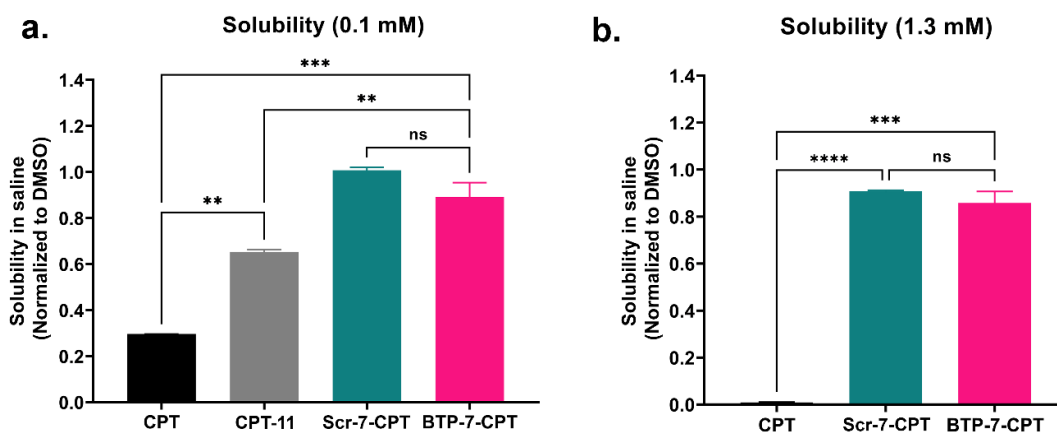 a.
Solubility (0.1 mM)
Solubility in saline
(Normalized to DMSO)
1.4
1.2
1.0
0.8
0.6
0.4
0.2
0.0
***
**
ns
**
CPT CPT-11 Scr-7-CPT BTP-7-CPT
b.
Solubility (1.3 mM)
Solubility in saline
(Normalized to DMSO)
1.4
1.2
1.0
0.8
0.6
0.4
0.2
0.0
***
**** ns
CPT Scr-7-CPT BTP-7-CPT